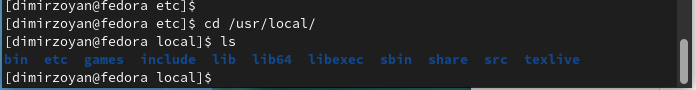 [dimirzoyan@fedora etc]$
[dimirzoyan@fedora etc]$ cd /usr/local/
[dimirzoyan@fedora local]$ ls
bin etc games include lib lib64 libexec sbin share src texlive
[dimirzoyan@fedora local]$